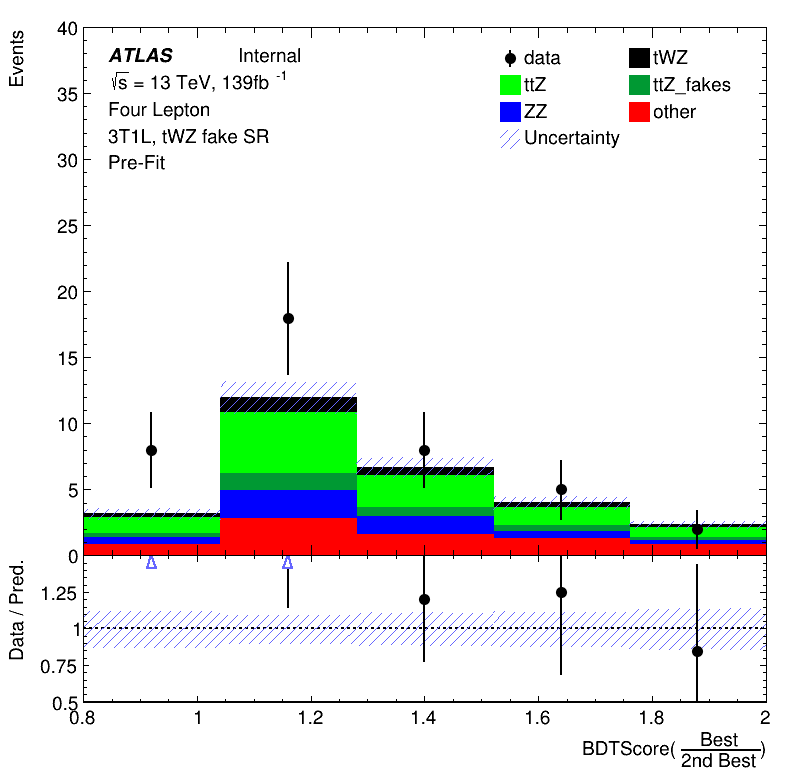 Events
40
35
30
25
20
15
10
5
0
ATLAS Internal
√s = 13 TeV, 139fb⁻¹
Four Lepton
3T1L, tWZ fake SR
Pre-Fit
data
tWZ
ttZ
ttZ_fakes
ZZ
other
Uncertainty
Data / Pred.
1.25
1
0.75
0.5
0.8 1 1.2 1.4 1.6 1.8 2
BDTScore(Best/2nd Best)